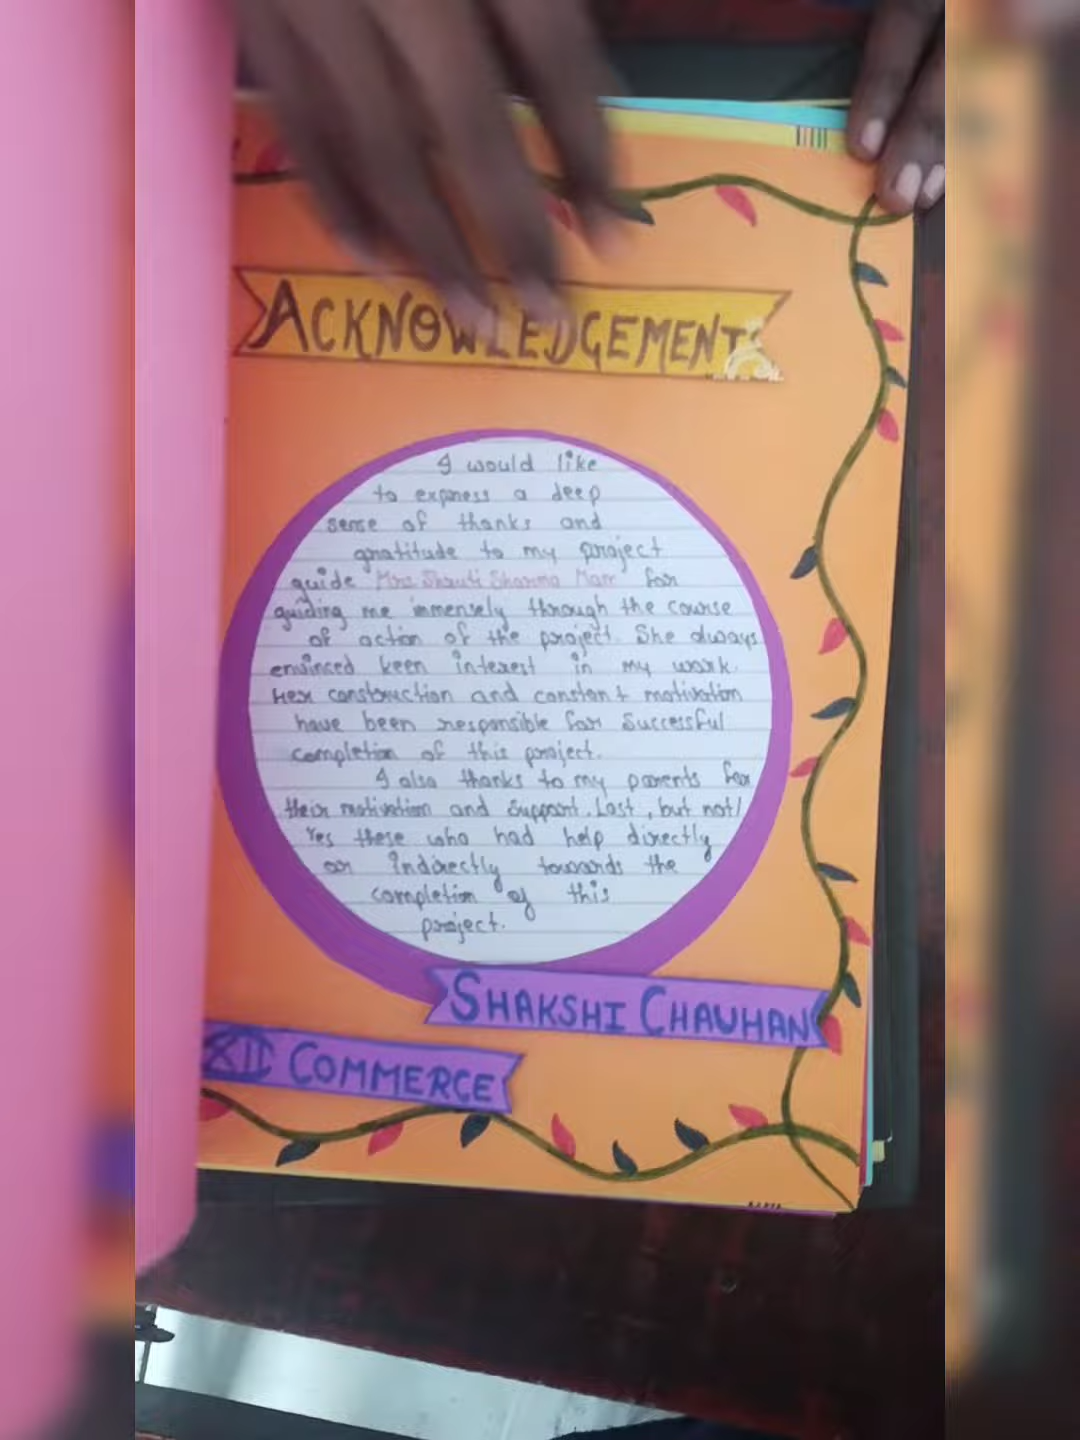 ACKNOWLEDGEMENT
I would like
to express a deep
sense of thanks and
gratitude to my project
guide Mrs Shruti Sharma Mam for
guiding me immensely through the course
of action of the project. She always
envinced keen interest in my work.
Her construction and constant motivation
have been responsible for Successful
completion of this project.
I also thanks to my parents for
their motivation and support. Last, but not/
these who had help directly
or indirectly towards the
completion of this
project.
SHAKSHI CHAUHAN
XII COMMERCE